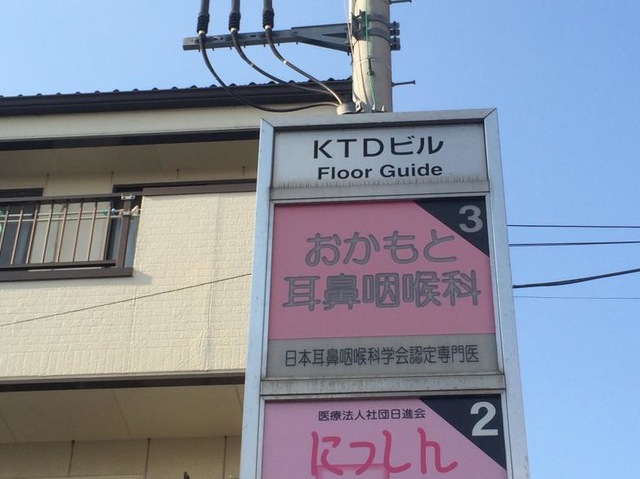 KTDビル
Floor Guide
3
おかもと
耳鼻咽喉科
日本耳鼻咽喉科学会認定専門医
2
医療法人社団日進会
にっしん